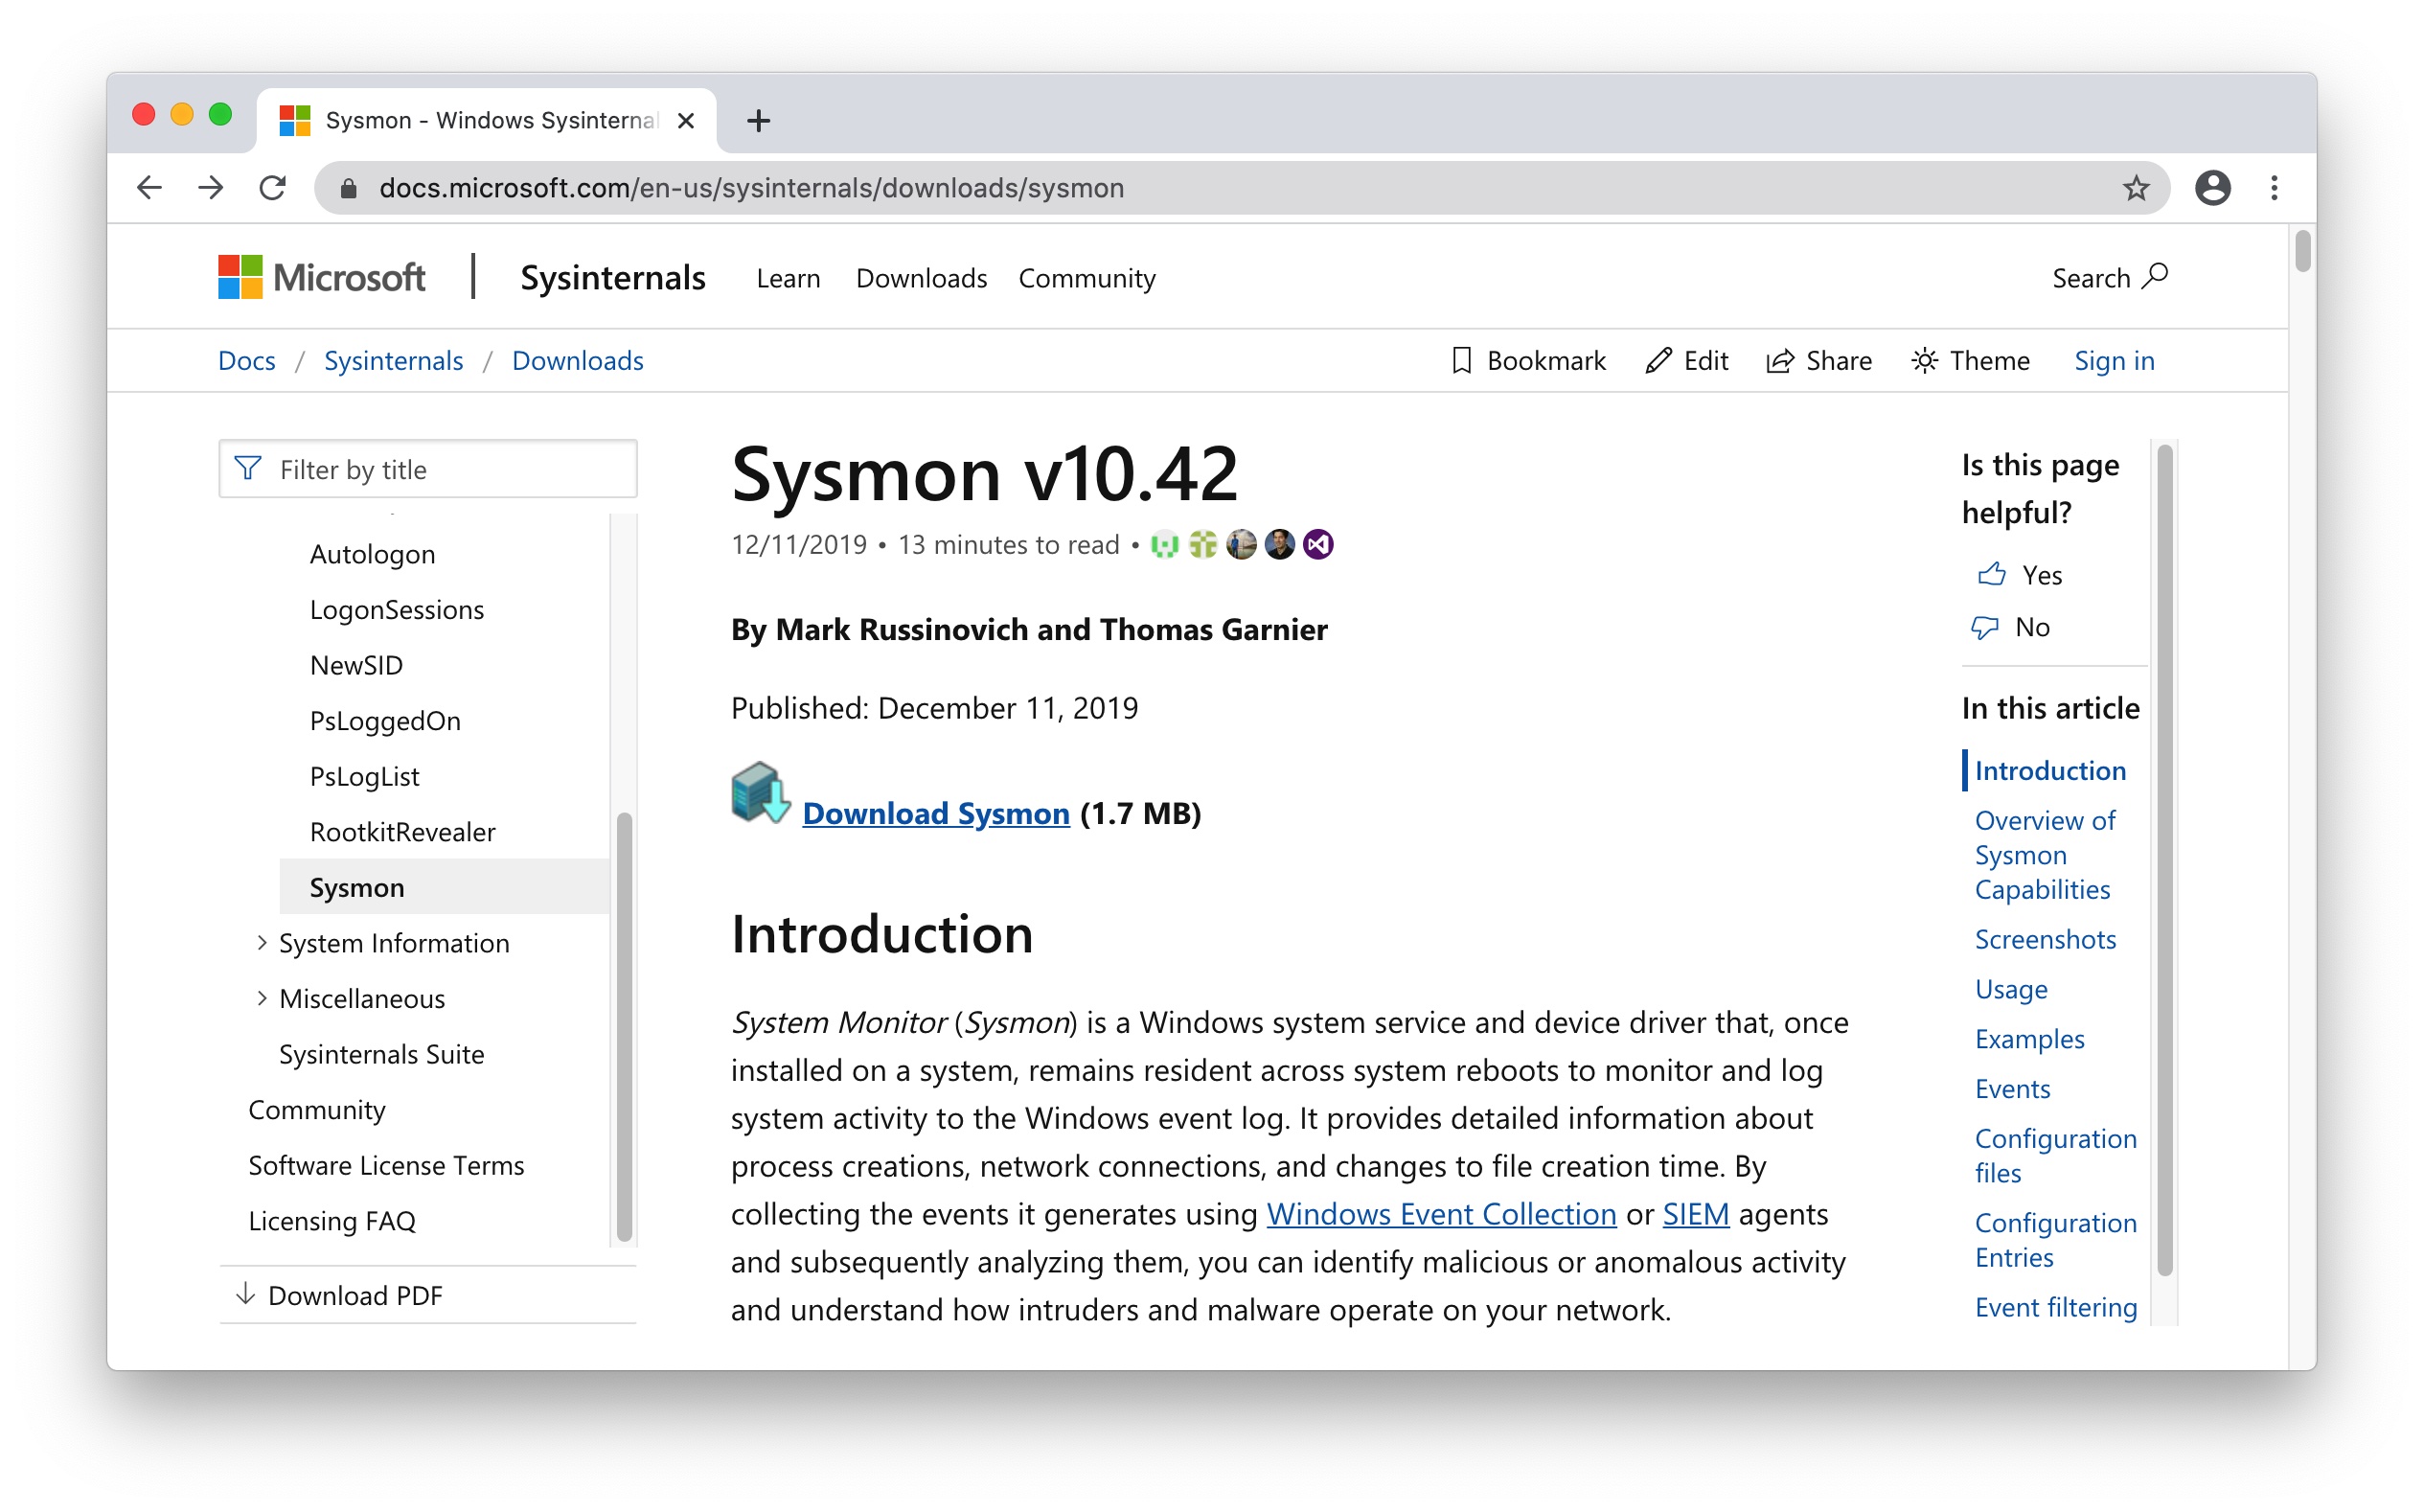 Sysmon - Windows Sysinternal
docs.microsoft.com/en-us/sysinternals/downloads/sysmon
Microsoft
Sysinternals Learn Downloads Community Search
Docs / Sysinternals / Downloads
Bookmark Edit Share Theme Sign in
Filter by title
Autologon
LogonSessions
NewSID
PsLoggedOn
PsLogList
RootkitRevealer
Sysmon
System Information
Miscellaneous
Sysinternals Suite
Community
Software License Terms
Licensing FAQ
Download PDF
Sysmon v10.42
12/11/2019 • 13 minutes to read •
By Mark Russinovich and Thomas Garnier
Published: December 11, 2019
Download Sysmon (1.7 MB)
Introduction
System Monitor (Sysmon) is a Windows system service and device driver that, once
installed on a system, remains resident across system reboots to monitor and log
system activity to the Windows event log. It provides detailed information about
process creations, network connections, and changes to file creation time. By
collecting the events it generates using Windows Event Collection or SIEM agents
and subsequently analyzing them, you can identify malicious or anomalous activity
and understand how intruders and malware operate on your network.
Is this page
helpful?
Yes
No
In this article
Introduction
Overview of
Sysmon
Capabilities
Screenshots
Usage
Examples
Events
Configuration
files
Configuration
Entries
Event filtering